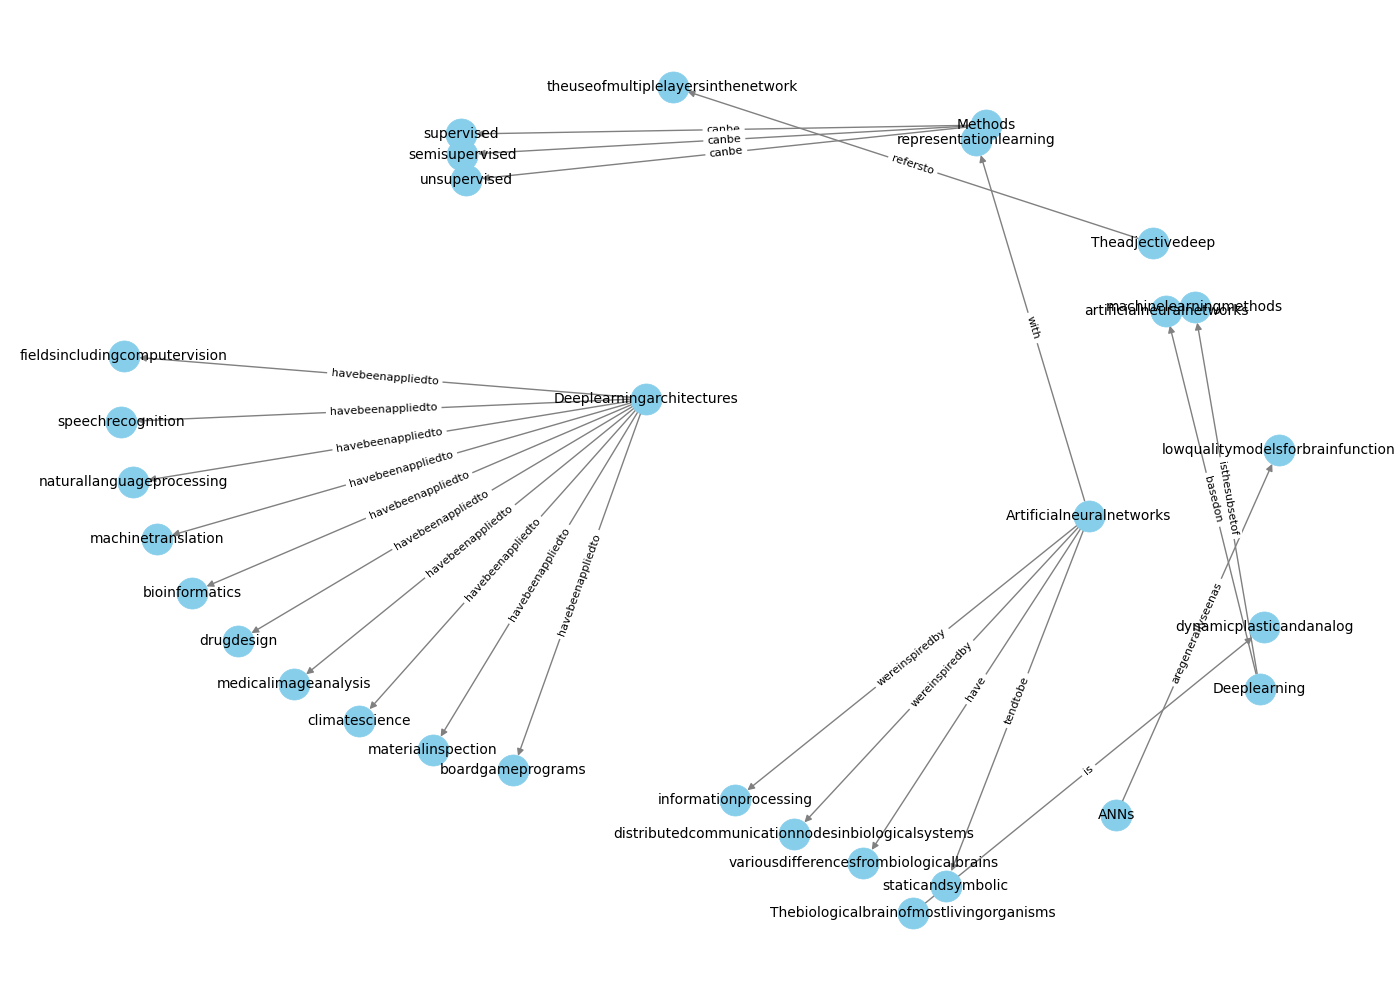 theuseofmultiplelayersinthenetwork
Methods
supervised
canbe
representationlearning
canbe
semisupervised
canbe
refersto
unsupervised
Theadjectivedeep
machinelearningmethods
artificialneuralnetworks
with
fieldsincludingcomputervision
havebeenappliedto
Deeplearningarchitectures
havebeenappliedto
speechrecognition
havebeenappliedto
lowqualitymodelsforbrainfunction
havebeenappliedto
naturallanguageprocessing
havebeenappliedto
basedon
isthesubsetof
Artificialneuralnetworks
havebeenappliedto
machinetranslation
havebeenappliedto
havebeenappliedto
havebeenappliedto
havebeenappliedto
bioinformatics
aregenerallyseenas
dynamicplasticandanalog
drugdesign
wereinspiredby
wereinspiredby
medicalimageanalysis
have
Deeplearning
tendtobe
climatescience
materialinspection
boardgameprograms
is
informationprocessing
ANNs
distributedcommunicationnodesinbiologicalsystems
variousdifferencesfrombiologicalbrains
staticandsymbolic
Thebiologicalbrainofmostlivingorganisms